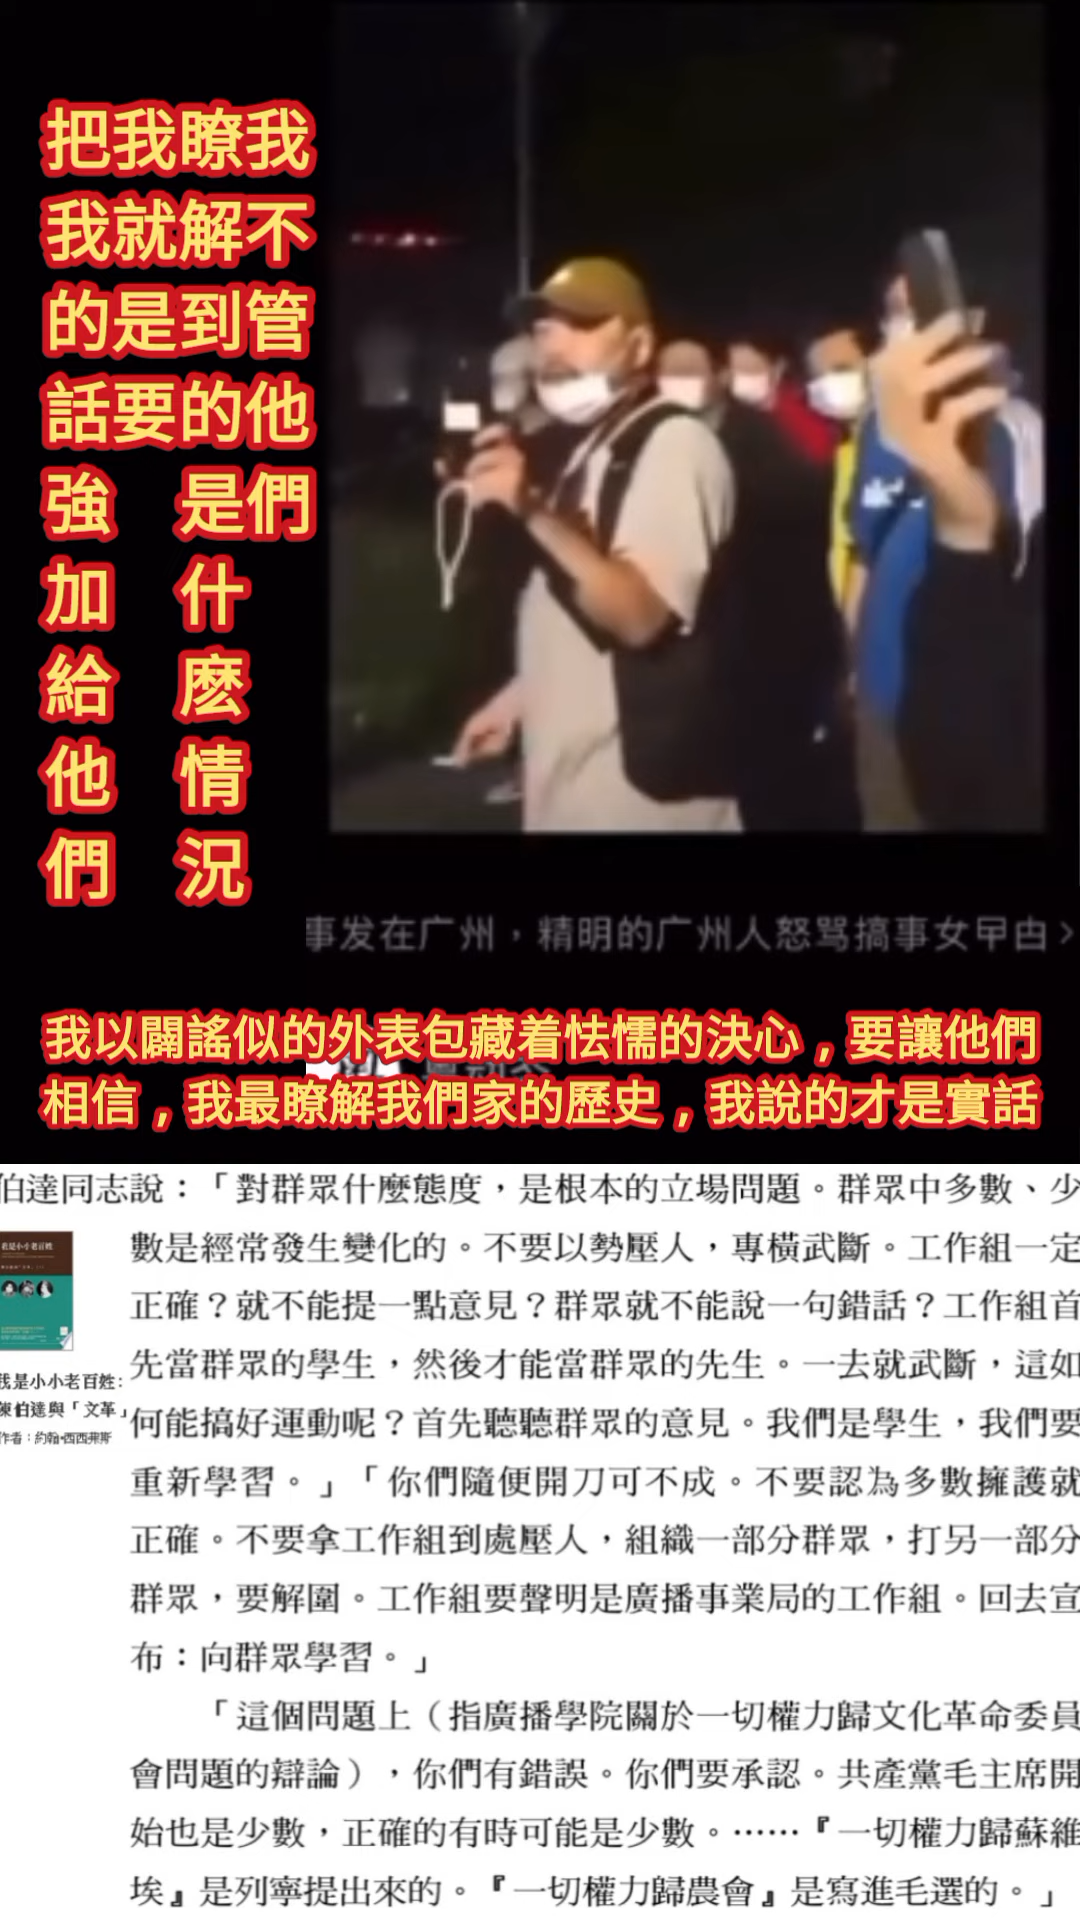 我不管他們
瞭解到的是什麽情況
我就是要
把我的話強加給他們
事发在广州，精明的广州人怒骂搞事女早由
我以闢謠似的外表包藏着怯懦的決心，要讓他們
相信，我最瞭解我們家的歷史，我說的才是實話
伯達同志說：「對群眾什麼態度，是根本的立場問題。群眾中多數、少
數是經常發生變化的。不要以勢壓人，專橫武斷。工作組一定
正確？就不能提一點意見？群眾就不能說一句錯話？工作組首
先當群眾的學生，然後才能當群眾的先生。一去就武斷，這如
何能搞好運動呢？首先聽聽群眾的意見。我們是學生，我們要
重新學習。」「你們隨便開刀可不成。不要認為多數擁護就
正確。不要拿工作組到處壓人，組織一部分群眾，打另一部分
群眾，要解圍。工作組要聲明是廣播事業局的工作組。回去宣
布：向群眾學習。」
「這個問題上（指廣播學院關於一切權力歸文化革命委員
會問題的辯論），你們有錯誤。你們要承認。共產黨毛主席開
始也是少數，正確的有時可能是少數。⋯⋯『一切權力歸蘇維
埃』是列寧提出來的。『一切權力歸農會』是寫進毛選的。」
我是小小老百姓
我是小小老百姓:
陳伯達與「文革」
作者：約翰•西西弗斯